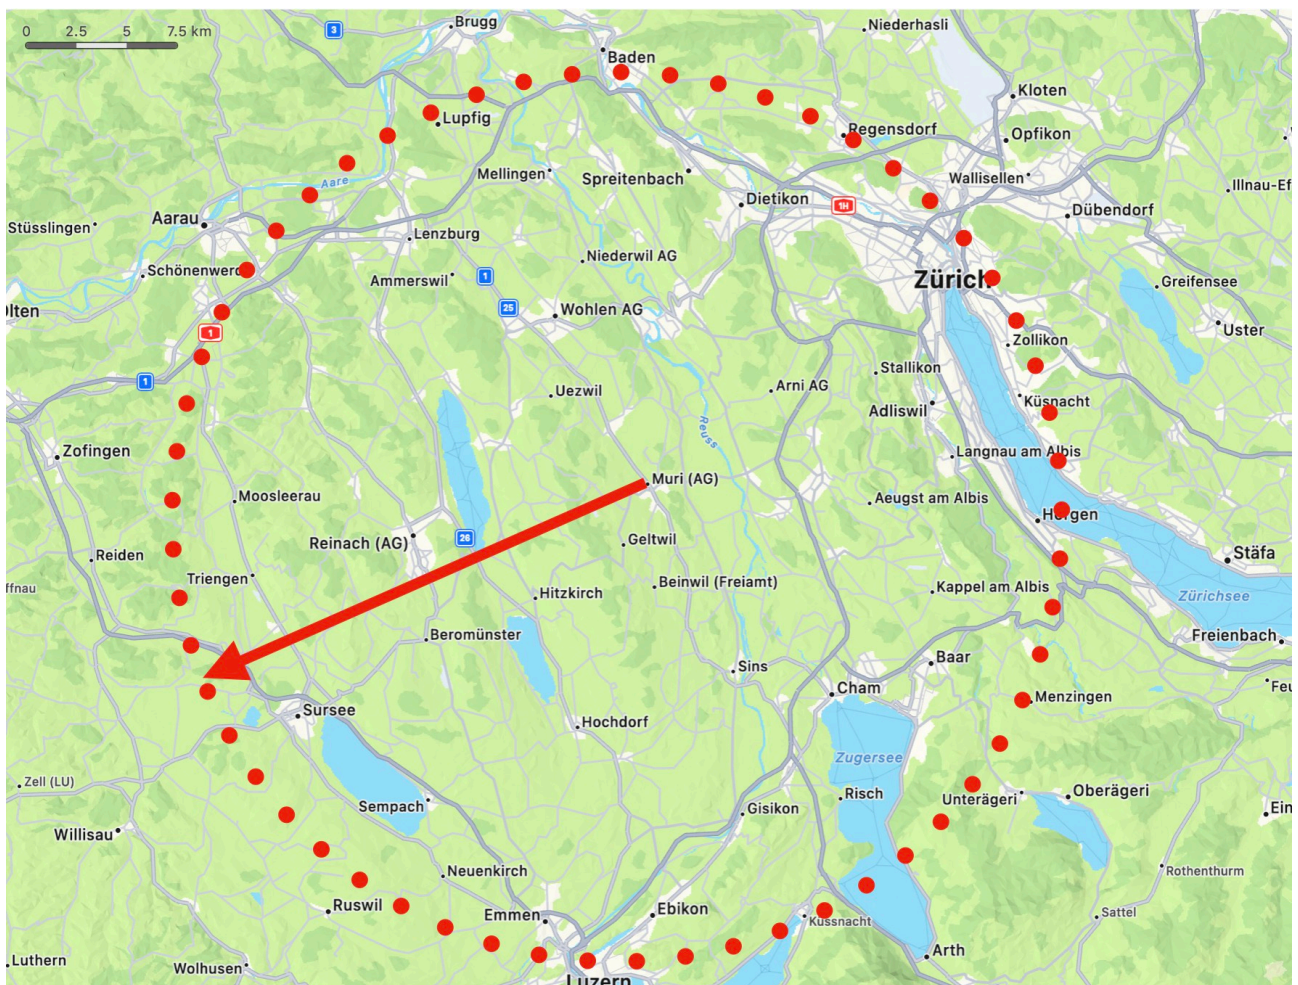 0 2.5 5 7.5 km
3
Brugg
Niederhasli
Baden
Kloten
Lupfig
Regensdorf
Opfikon
Mellingen
Spreitenbach
Wallisellen
Aare
Illnau-Ef
Dietikon
1H
Dübendorf
Aarau
Stüsslingen
Lenzburg
Niederwil AG
Schönenwerd
Ammerswil
1
Zürich
Greifensee
25
Wohlen AG
Olten
Uster
1
Zollikon
Stallikon
1
Uezwil
Arni AG
Küsnacht
Adliswil
Reuss
Zofingen
Langnau am Albis
Muri (AG)
Moosleerau
Aeugst am Albis
Horgen
26
Reinach (AG)
Geltwil
Stäfa
Reiden
Triengen
Beinwil (Freiamt)
Kappel am Albis
ffnau
Hitzkirch
Zürichsee
Beromünster
Freienbach
Baar
Sins
Cham
Feu
Menzingen
Sursee
Hochdorf
Zugersee
Zell (LU)
Oberägeri
Risch
Unterägeri
Sempach
Gisikon
Ein
Willisau
Neuenkirch
Rothenthurm
Ruswil
Ebikon
Emmen
Küssnacht
Sattel
Arth
Luthern
Wolhusen
Luzern